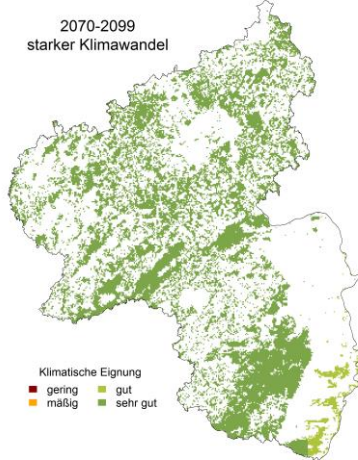 2070-2099
starker Klimawandel
Klimatische Eignung
gering gut
mäßig sehr gut